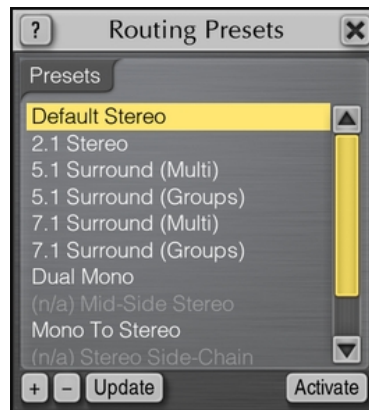 ? Routing Presets
Presets
Default Stereo
2.1 Stereo
5.1 Surround (Multi)
5.1 Surround (Groups)
7.1 Surround (Multi)
7.1 Surround (Groups)
Dual Mono
(n/a) Mid-Side Stereo
Mono To Stereo
(n/a) Stereo Side-Chain
+ - Update Activate